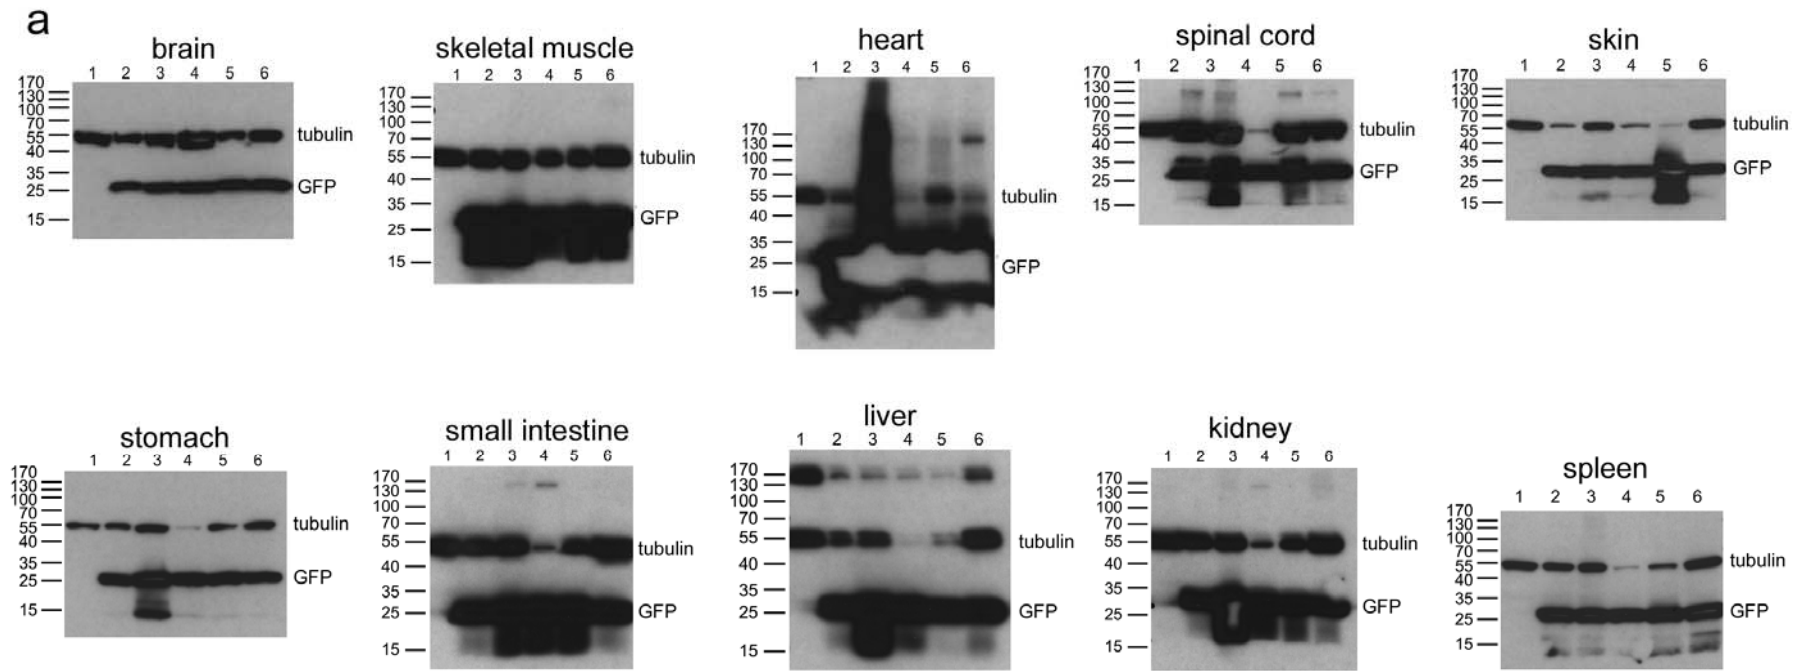 a
brain
1 2 3 4 5 6
170
130
100
70
55
40
35
25
15
tubulin
GFP
skeletal muscle
1 2 3 4 5 6
170
130
100
70
55
40
35
25
15
tubulin
GFP
heart
1 2 3 4 5 6
170
130
100
70
55
40
35
25
15
tubulin
GFP
spinal cord
1 2 3 4 5 6
170
130
100
70
55
40
35
25
15
tubulin
GFP
skin
1 2 3 4 5 6
170
130
100
70
55
40
35
25
15
tubulin
GFP
stomach
1 2 3 4 5 6
170
130
100
70
55
40
35
25
15
tubulin
GFP
small intestine
1 2 3 4 5 6
170
130
100
70
55
40
35
25
15
tubulin
GFP
liver
1 2 3 4 5 6
170
130
100
70
55
40
35
25
15
tubulin
GFP
kidney
1 2 3 4 5 6
170
130
100
70
55
40
35
25
15
tubulin
GFP
spleen
1 2 3 4 5 6
170
130
100
70
55
40
35
25
15
tubulin
GFP